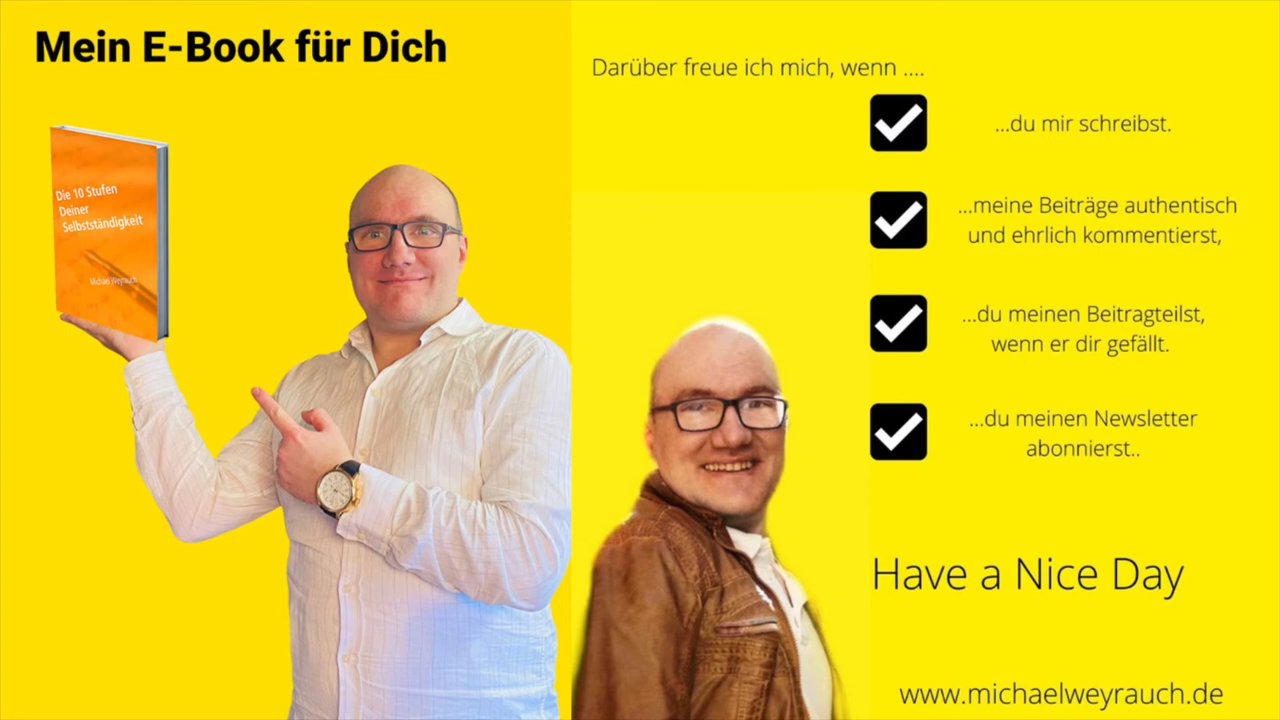 Mein E-Book für Dich
Die 10 Stufen
Deiner
Selbstständigkeit
Michael Weyrauch
Darüber freue ich mich, wenn ....
...du mir schreibst.
...meine Beiträge authentisch
und ehrlich kommentierst,
...du meinen Beitragteilst,
wenn er dir gefällt.
...du meinen Newsletter
abonnierst..
Have a Nice Day
www.michaelweyrauch.de